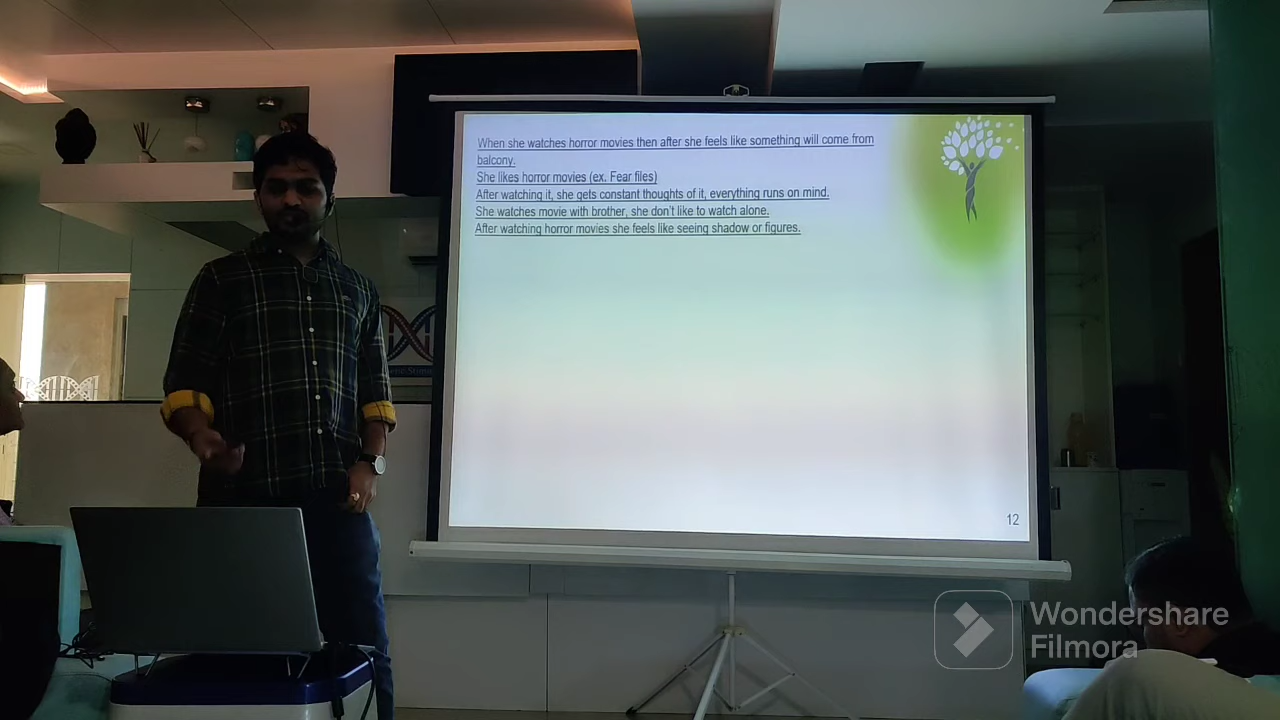 When she watches horror movies then after she feels like something will come from
balcony.
She likes horror movies (ex. Fear files)
After watching it, she gets constant thoughts of it, everything runs on mind.
She watches movie with brother, she don't like to watch alone.
After watching horror movies she feels like seeing shadow or figures.
12
Wondershare
Filmora